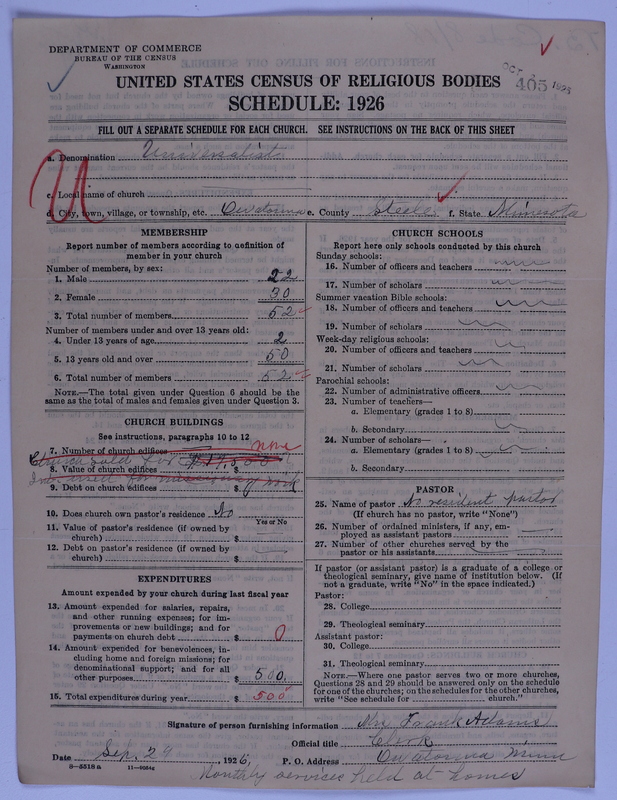 DEPARTMENT OF COMMERCE
BUREAU OF THE CENSUS
WASHINGTON
OCT 405 1926
UNITED STATES CENSUS OF RELIGIOUS BODIES
SCHEDULE: 1926
FILL OUT A SEPARATE SCHEDULE FOR EACH CHURCH. SEE INSTRUCTIONS ON THE BACK OF THIS SHEET
a. Denomination Universalist
c. Local name of church
d. City, town, village, or township, etc. Owatonna e. County Steele f. State Minnesota
MEMBERSHIP
Report number of members according to definition of
member in your church
Number of members, by sex:
1. Male 22
2. Female 30
3. Total number of members 52
Number of members under and over 13 years old:
4. Under 13 years of age 2
5. 13 years old and over 50
6. Total number of members 52
NOTE.—The total given under Question 6 should be
same as the total of males and females given under Question 3.
CHURCH BUILDINGS
See instructions, paragraphs 10 to 12
7. Number of church edifices none
Church sold for
8. Value of church edifices $
9. Debt on church edifices $
10. Does church own pastor's residence No
Yes or No
11. Value of pastor's residence (if owned by
church) $
12. Debt on pastor's residence (if owned by
church) $
EXPENDITURES
Amount expended by your church during last fiscal year
13. Amount expended for salaries, repairs,
and other running expenses; for im-
provements or new buildings; and for
payments on church debt $ 0
14. Amount expended for benevolences, in-
cluding home and foreign missions; for
denominational support; and for all
other purposes $ 500.
15. Total expenditures during year $ 500
CHURCH SCHOOLS
Report here only schools conducted by this church
Sunday schools:
16. Number of officers and teachers
17. Number of scholars
Summer vacation Bible schools:
18. Number of officers and teachers
19. Number of scholars
Week-day religious schools:
20. Number of officers and teachers
21. Number of scholars
Parochial schools:
22. Number of administrative officers
23. Number of teachers—
a. Elementary (grades 1 to 8)
b. Secondary
24. Number of scholars—
a. Elementary (grades 1 to 8)
b. Secondary
PASTOR
25. Name of pastor No resident pastor
(If church has no pastor, write "None")
26. Number of ordained ministers, if any, em-
ployed as assistant pastors
27. Number of other churches served by the
pastor or his assistants
If pastor (or assistant pastor) is a graduate of a college or
theological seminary, give name of institution below. (If
not a graduate, write "No" in the space indicated.)
Pastor:
28. College
29. Theological seminary
Assistant pastor:
30. College
31. Theological seminary
NOTE.—Where one pastor serves two or more churches,
Questions 28 and 29 should be answered only on the schedule
for one of the churches; on the schedules for the other churches,
write "See schedule for church."
Signature of person furnishing information Mrs Frank Adams
Official title Clerk
Date Sep. 29, 1926, P. O. Address Owatonna Minn
8—5518a 11—9564g
Monthly services held at homes